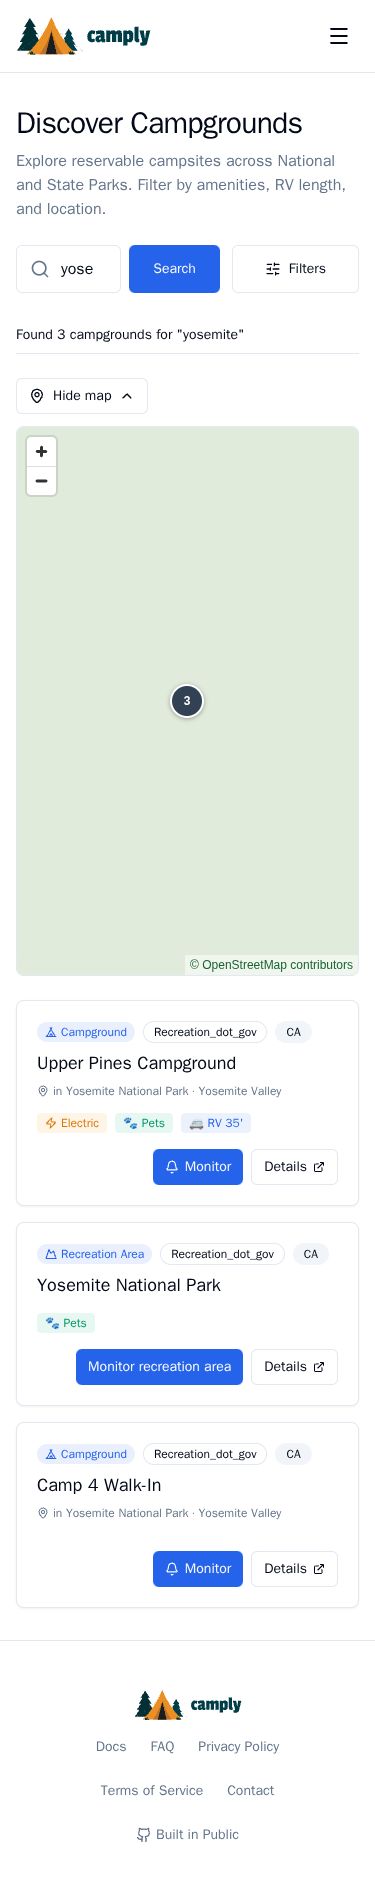 camply
Discover Campgrounds
Explore reservable campsites across National
and State Parks. Filter by amenities, RV length,
and location.
yose
Search
Filters
Found 3 campgrounds for "yosemite"
Hide map
3
© OpenStreetMap contributors
Campground Recreation_dot_gov CA
Upper Pines Campground
in Yosemite National Park · Yosemite Valley
Electric Pets RV 35'
Monitor Details
Recreation Area Recreation_dot_gov CA
Yosemite National Park
Pets
Monitor recreation area Details
Campground Recreation_dot_gov CA
Camp 4 Walk-In
in Yosemite National Park · Yosemite Valley
Monitor Details
camply
Docs FAQ Privacy Policy
Terms of Service Contact
Built in Public